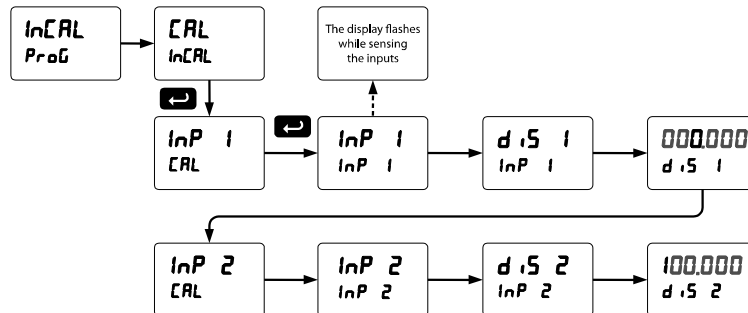 InCAL
ProG
CAL
InCAL
The display flashes
while sensing
the inputs
InP 1
CAL
InP 1
InP 1
diS 1
InP 1
000.000
diS 1
InP 2
CAL
InP 2
InP 2
diS 2
InP 2
100.000
diS 2